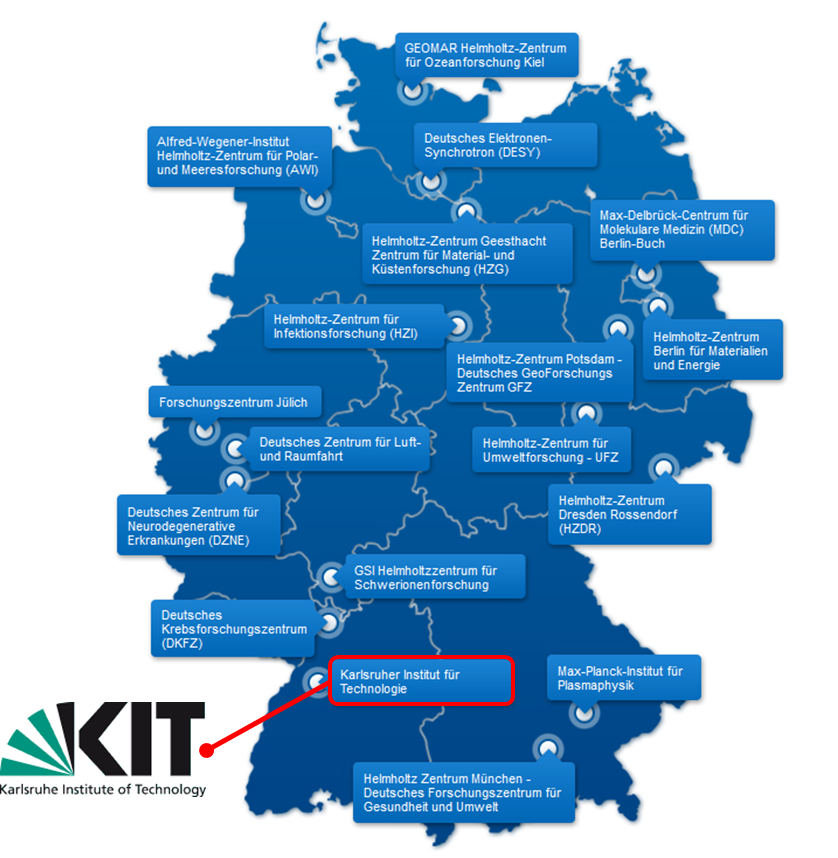 GEOMAR Helmholtz-Zentrum
für Ozeanforschung Kiel
Alfred-Wegener-Institut
Helmholtz-Zentrum für Polar-
und Meeresforschung (AWI)
Deutsches Elektronen-
Synchrotron (DESY)
Max-Delbrück-Centrum für
Molekulare Medizin (MDC)
Berlin-Buch
Helmholtz-Zentrum Geesthacht
Zentrum für Material- und
Küstenforschung (HZG)
Helmholtz-Zentrum für
Infektionsforschung (HZI)
Helmholtz-Zentrum
Berlin für Materialien
und Energie
Helmholtz-Zentrum Potsdam -
Deutsches GeoForschungs
Zentrum GFZ
Forschungszentrum Jülich
Deutsches Zentrum für Luft-
und Raumfahrt
Helmholtz-Zentrum für
Umweltforschung - UFZ
Deutsches Zentrum für
Neurodegenerative
Erkrankungen (DZNE)
Helmholtz-Zentrum
Dresden Rossendorf
(HZDR)
GSI Helmholtzzentrum für
Schwerionenforschung
Deutsches
Krebsforschungszentrum
(DKFZ)
Karlsruher Institut für
Technologie
Max-Planck-Institut für
Plasmaphysik
KIT
Karlsruhe Institute of Technology
Helmholtz Zentrum München -
Deutsches Forschungszentrum für
Gesundheit und Umwelt